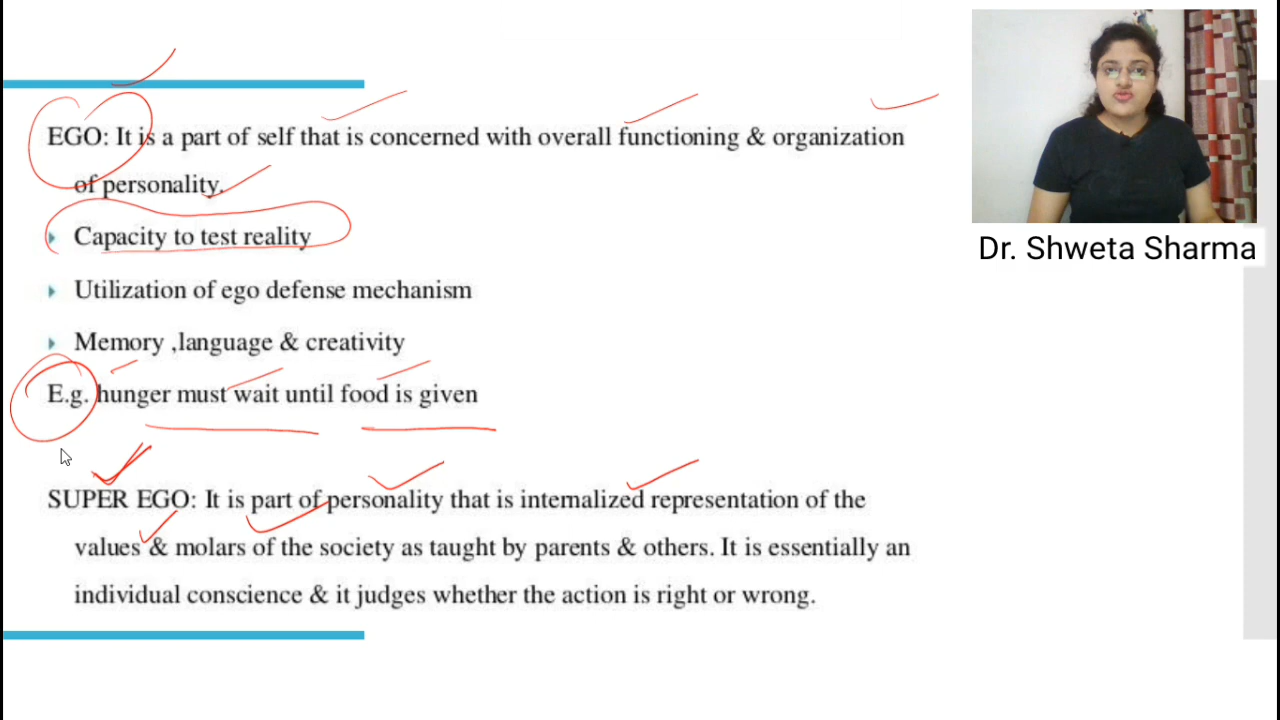 EGO: It is a part of self that is concerned with overall functioning & organization
of personality.
Capacity to test reality
Utilization of ego defense mechanism
Memory ,language & creativity
E.g. hunger must wait until food is given
SUPER EGO: It is part of personality that is internalized representation of the
values & molars of the society as taught by parents & others. It is essentially an
individual conscience & it judges whether the action is right or wrong.
Dr. Shweta Sharma